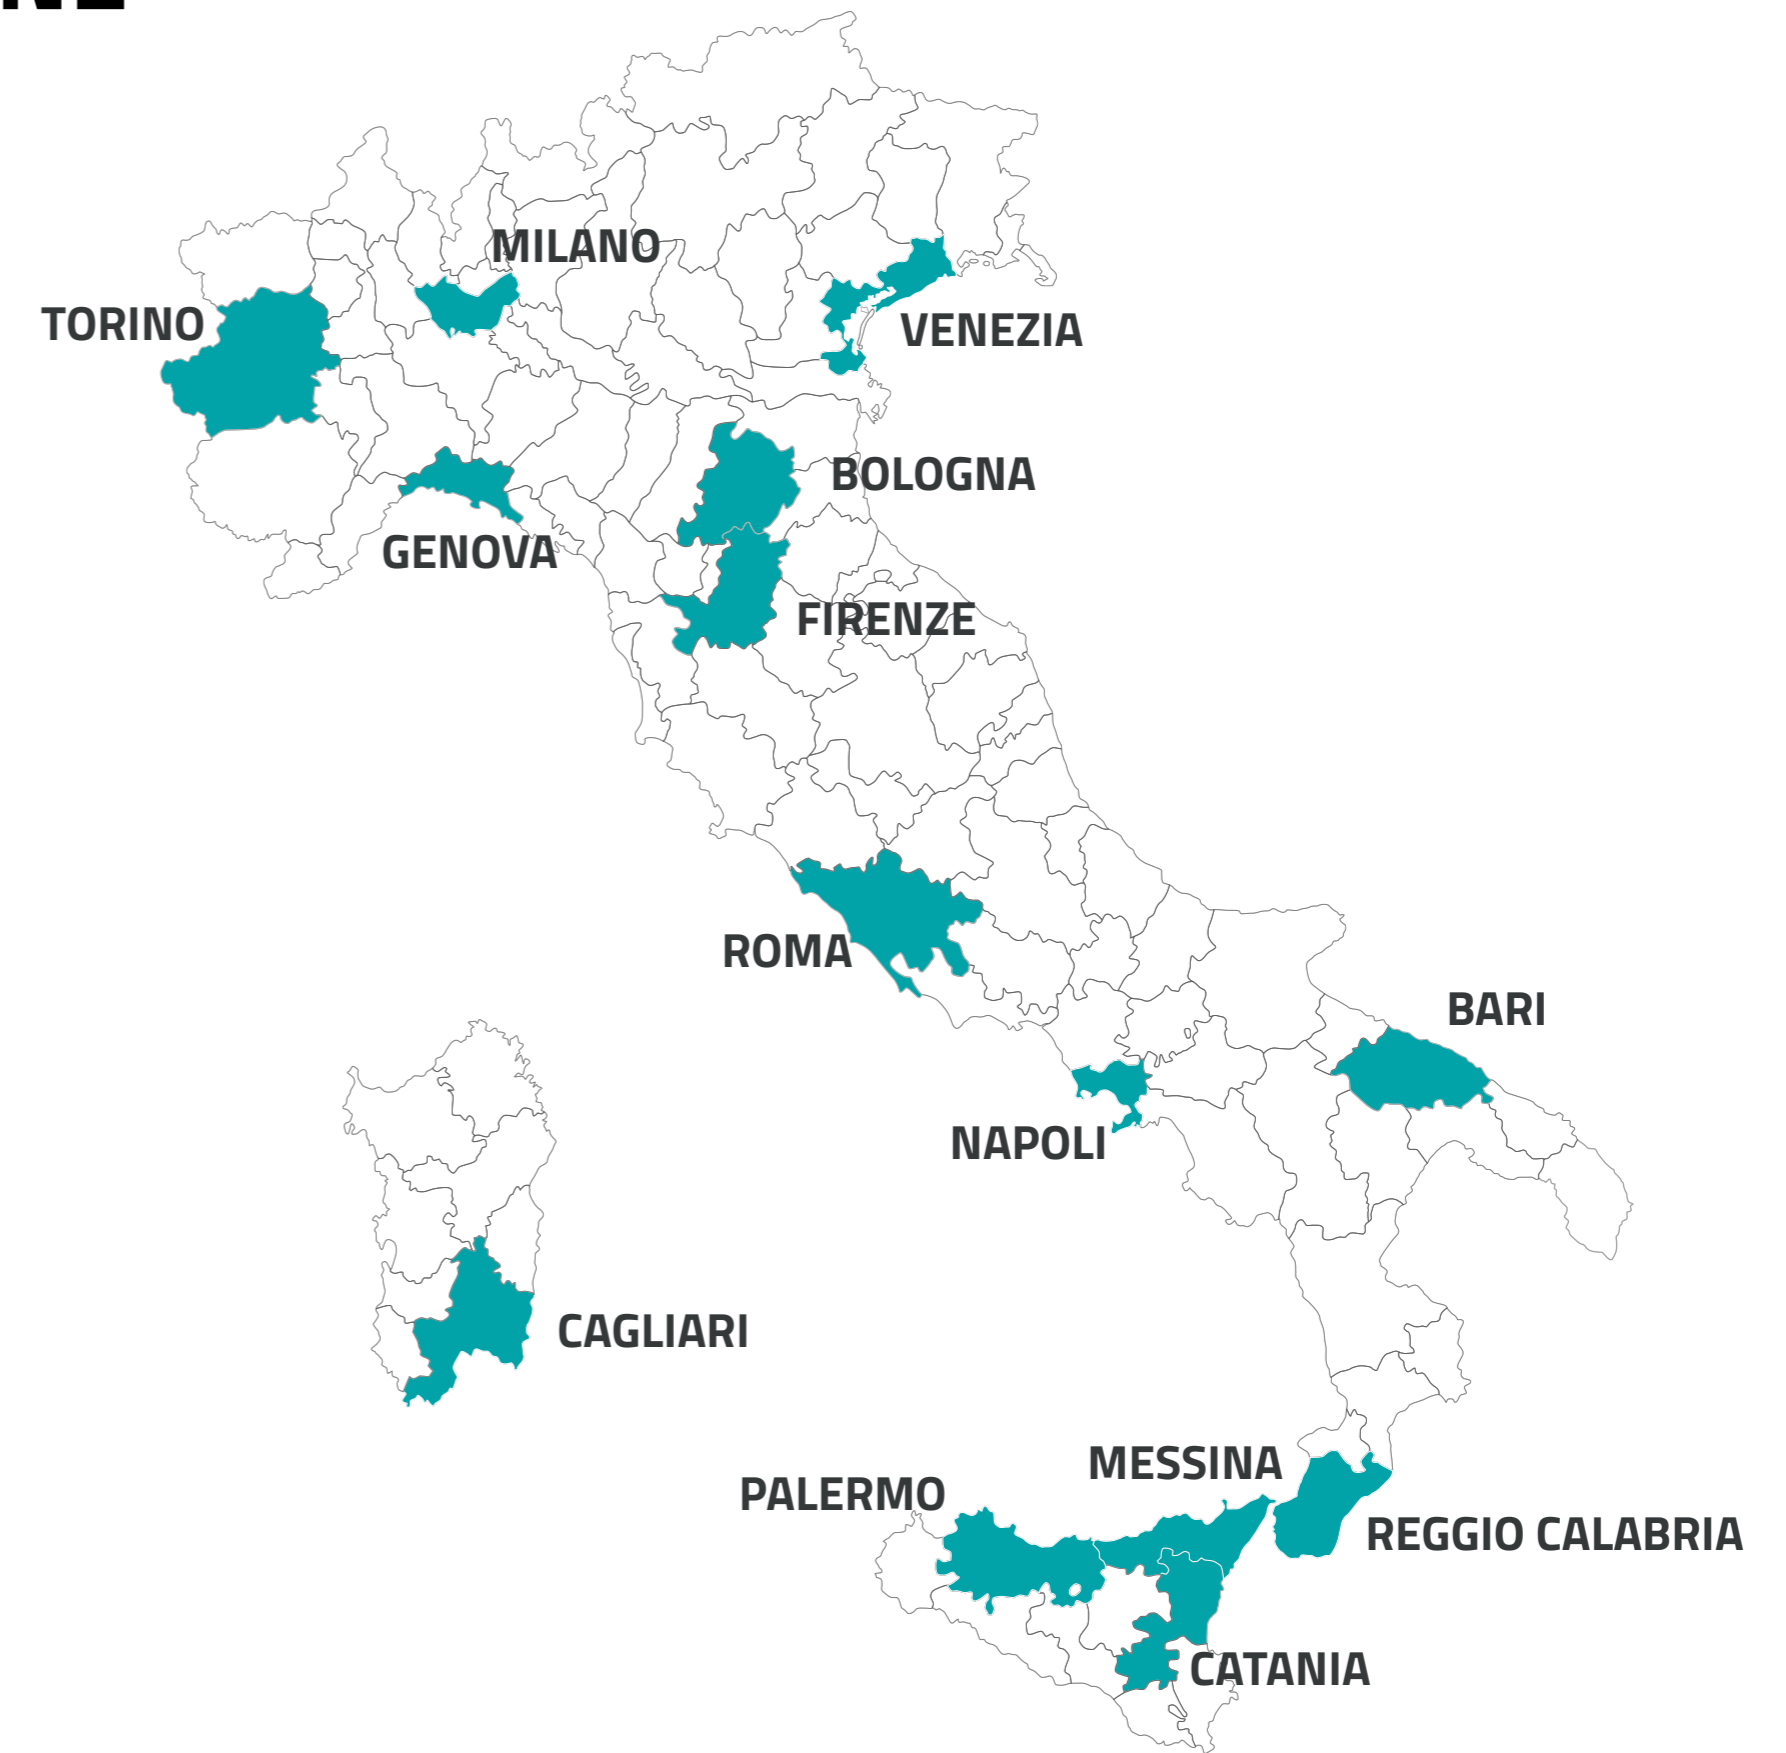 MILANO
TORINO
VENEZIA
BOLOGNA
GENOVA
FIRENZE
ROMA
BARI
NAPOLI
CAGLIARI
MESSINA
PALERMO
REGGIO CALABRIA
CATANIA